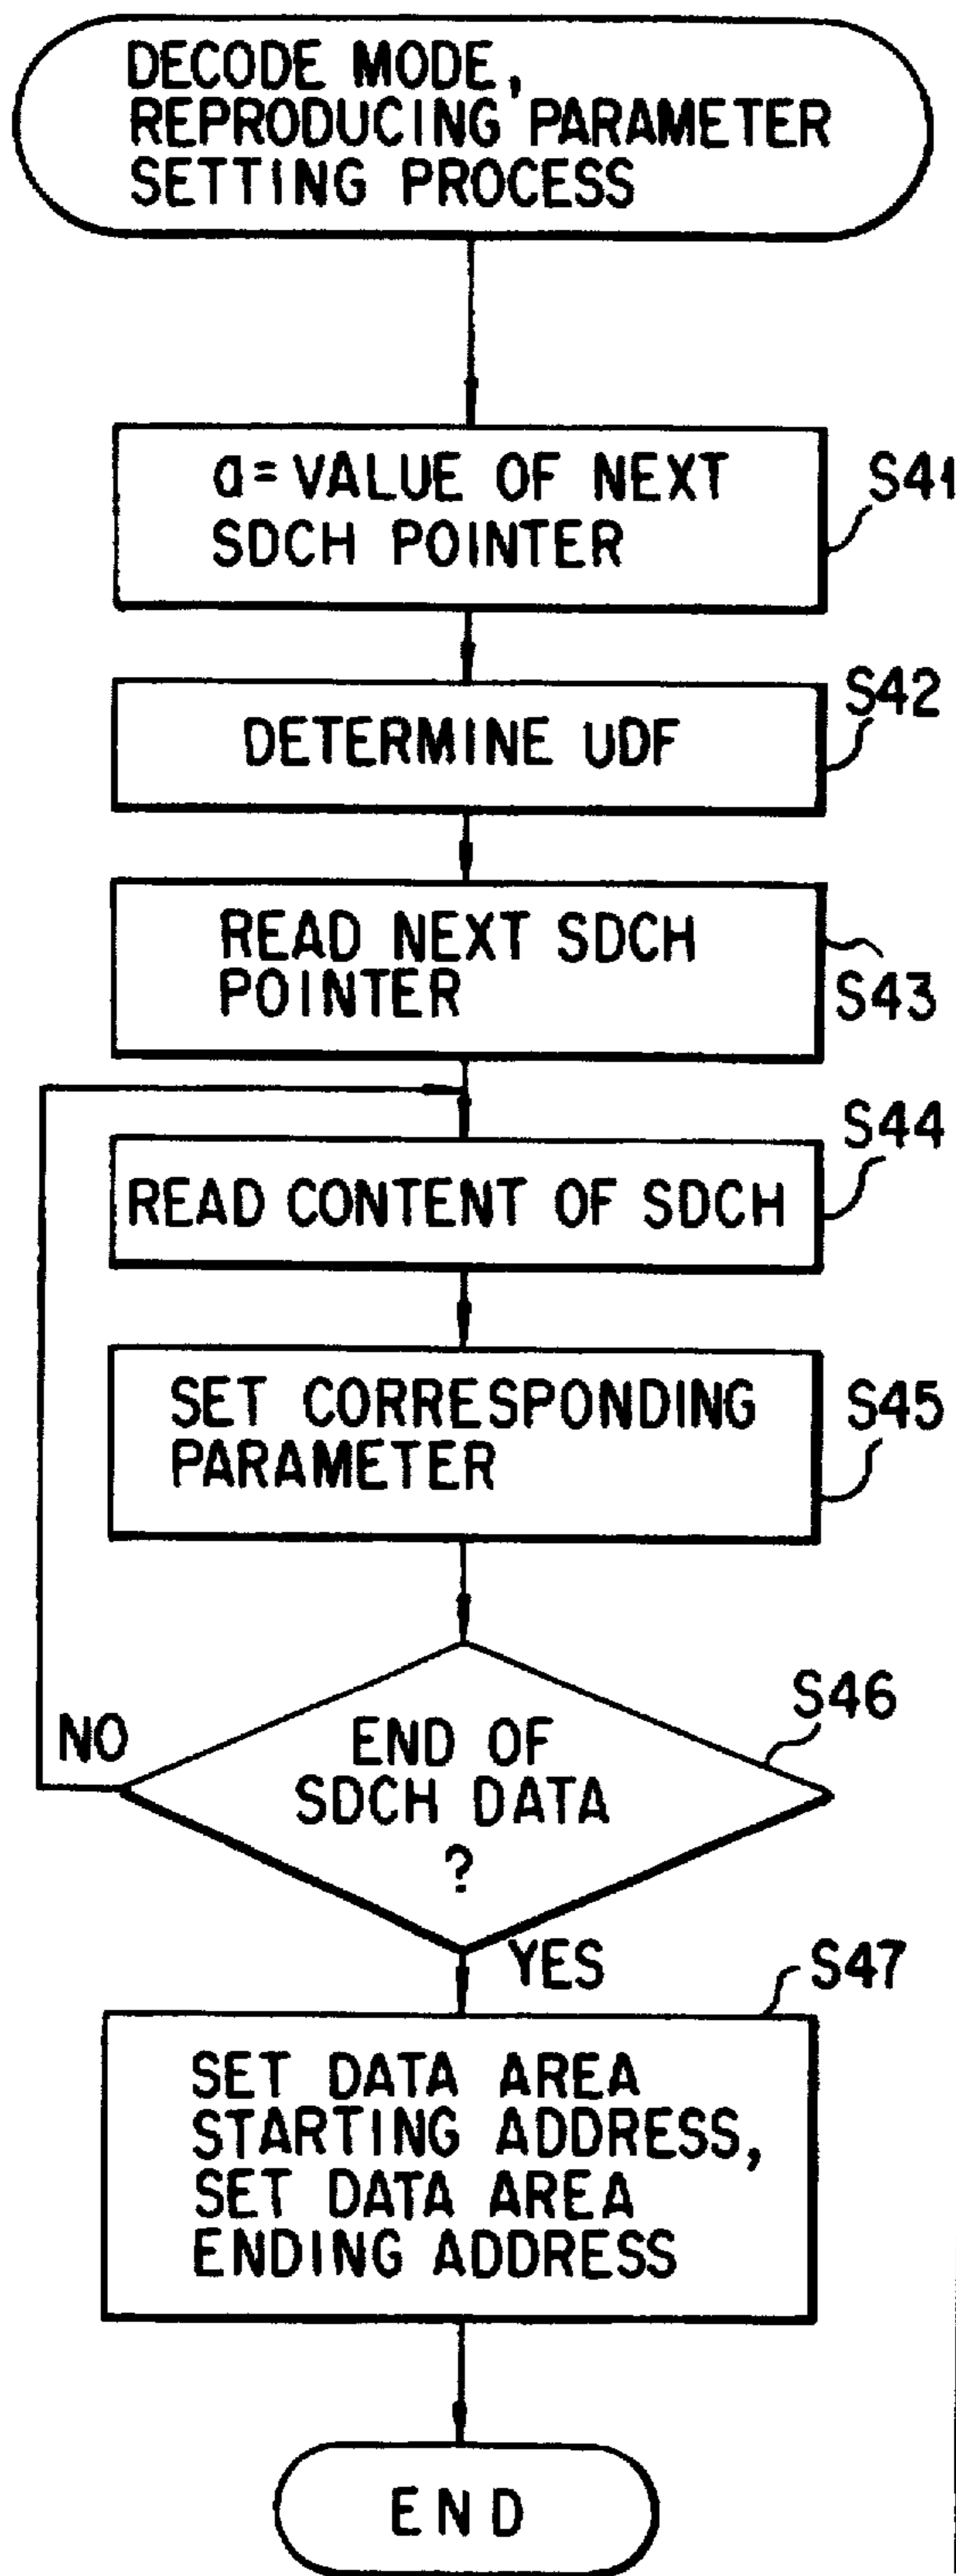 DECODE MODE,
REPRODUCING PARAMETER
SETTING PROCESS
a=VALUE OF NEXT
SDCH POINTER
S41
DETERMINE UDF
S42
READ NEXT SDCH
POINTER
S43
READ CONTENT OF SDCH
S44
SET CORRESPONDING
PARAMETER
S45
END OF
SDCH DATA
?
S46
NO
YES
SET DATA AREA
STARTING ADDRESS,
SET DATA AREA
ENDING ADDRESS
S47
END